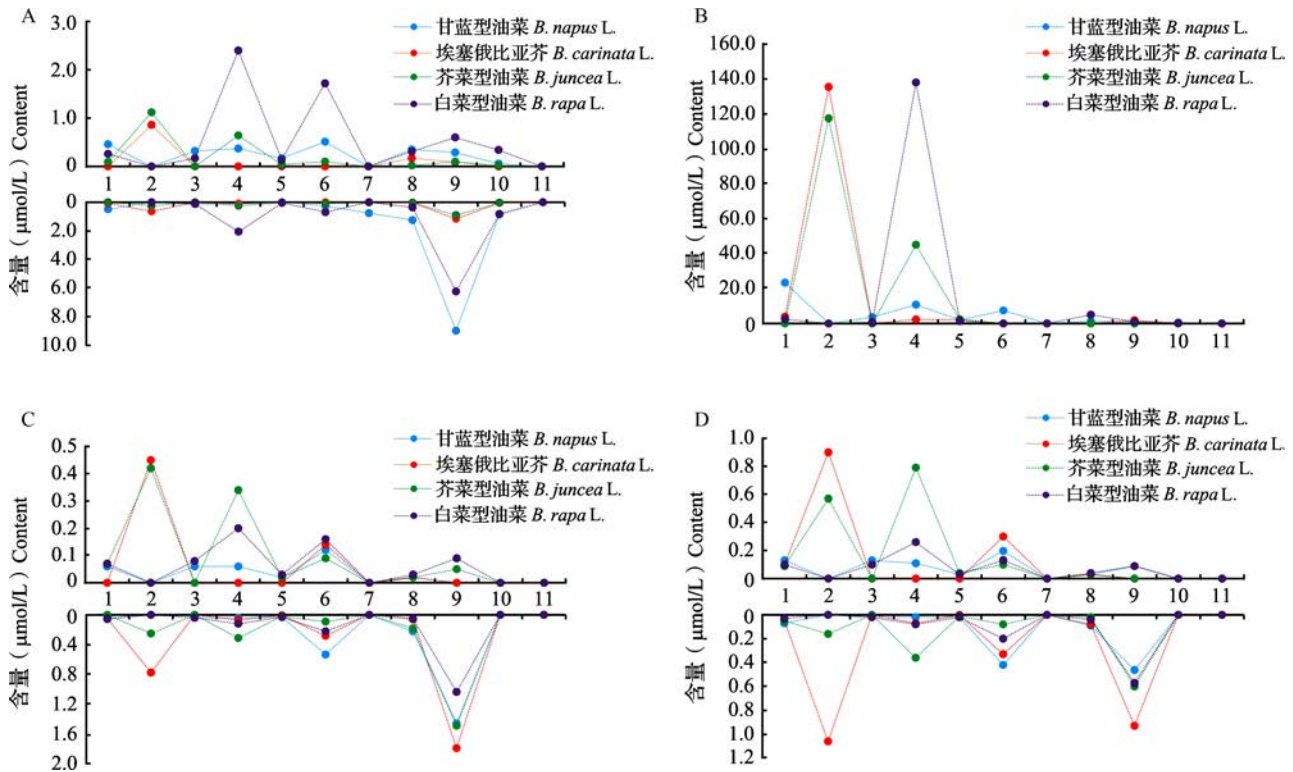 A
3.0
2.0
1.0
0
1 2 3 4 5 6 7 8 9 10 11
0
2.0
4.0
6.0
8.0
10.0
含量（μmol/L）Content
甘蓝型油菜 B. napus L.
埃塞俄比亚芥 B. carinata L.
芥菜型油菜 B. juncea L.
白菜型油菜 B. rapa L.
B
160.0
140.0
120.0
100.0
80.0
60.0
40.0
20.0
0
1 2 3 4 5 6 7 8 9 10 11
含量（μmol/L）Content
甘蓝型油菜 B. napus L.
埃塞俄比亚芥 B. carinata L.
芥菜型油菜 B. juncea L.
白菜型油菜 B. rapa L.
C
0.5
0.4
0.3
0.2
0.1
0
1 2 3 4 5 6 7 8 9 10 11
0
0.4
0.8
1.2
1.6
2.0
含量（μmol/L）Content
甘蓝型油菜 B. napus L.
埃塞俄比亚芥 B. carinata L.
芥菜型油菜 B. juncea L.
白菜型油菜 B. rapa L.
D
1.0
0.8
0.6
0.4
0.2
0
1 2 3 4 5 6 7 8 9 10 11
0
0.2
0.4
0.6
0.8
1.0
1.2
含量（μmol/L）Content
甘蓝型油菜 B. napus L.
埃塞俄比亚芥 B. carinata L.
芥菜型油菜 B. juncea L.
白菜型油菜 B. rapa L.